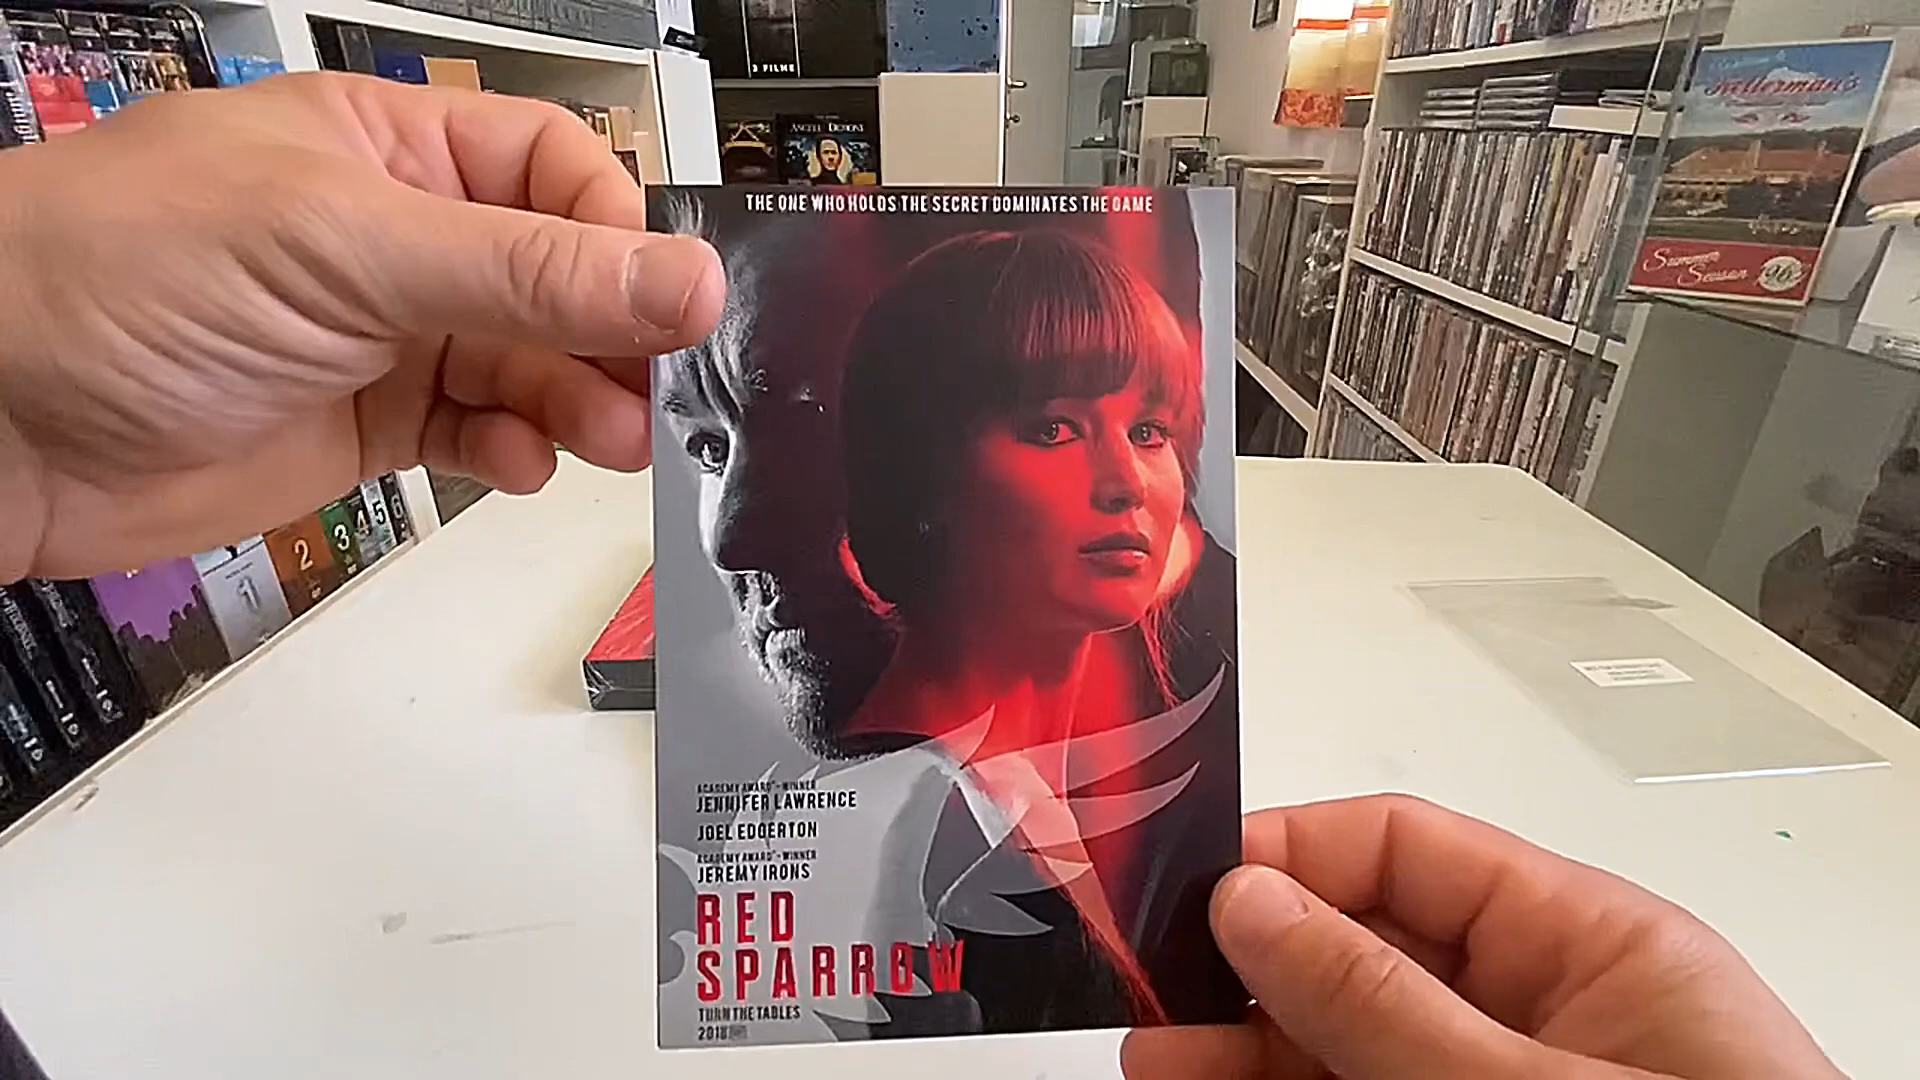 3 FILME
ANGELS DEMONS
Kellerman's
Summer
Season
THE ONE WHO HOLDS THE SECRET DOMINATES THE GAME
1
2
3
4
5
6
ACADEMY AWARD®-WINNER
JENNIFER LAWRENCE
JOEL EDGERTON
ACADEMY AWARD®-WINNER
JEREMY IRONS
RED
SPARROW
TURN THE TABLES
2018